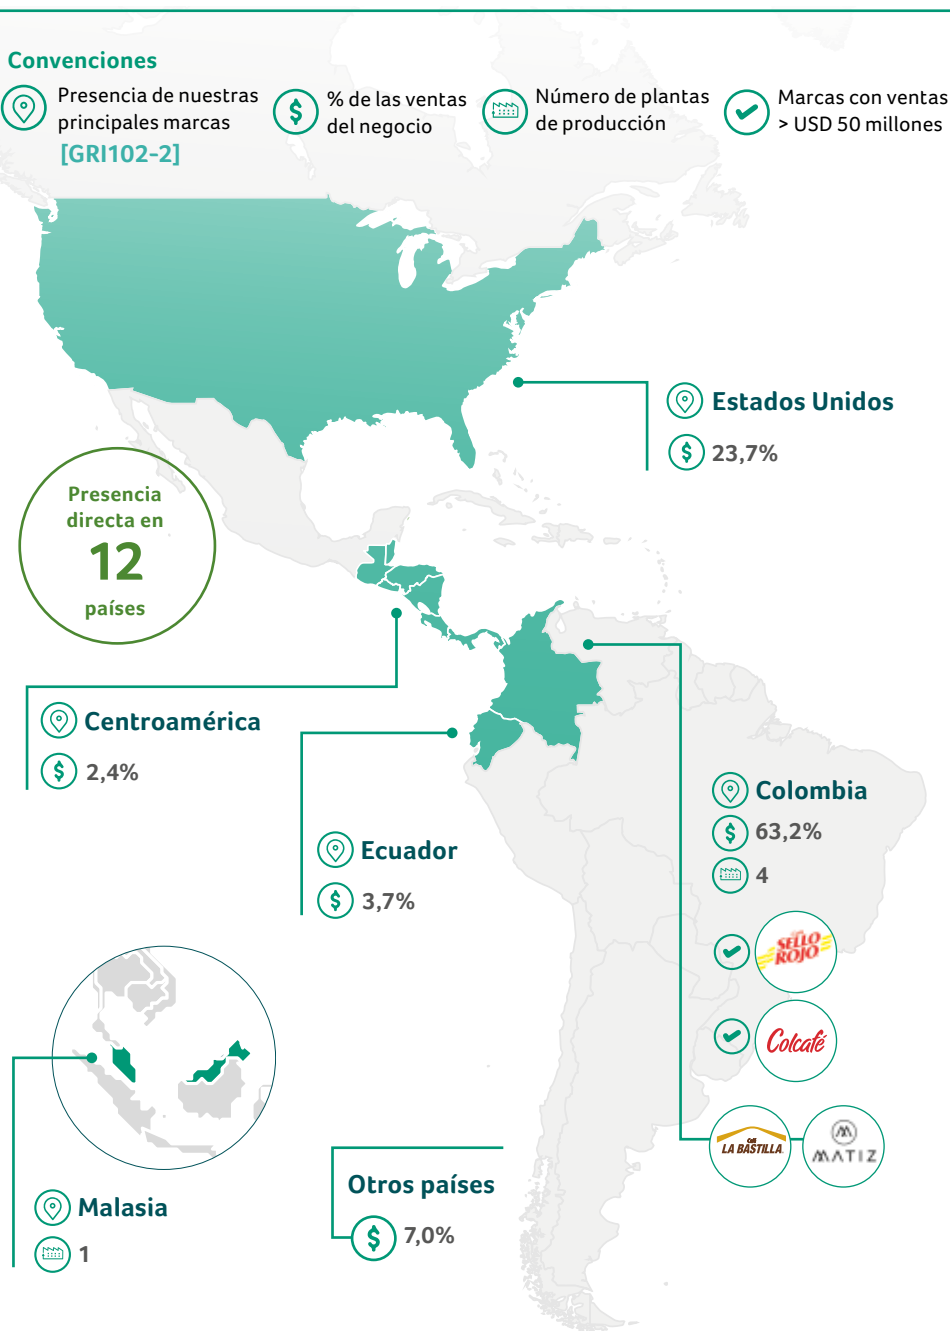 Convenciones
Presencia de nuestras
principales marcas
[GRI102-2]
% de las ventas
del negocio
Número de plantas
de producción
Marcas con ventas
> USD 50 millones
Estados Unidos
23,7%
Presencia
directa en
12
países
Centroamérica
2,4%
Ecuador
3,7%
Colombia
63,2%
4
SELLO
ROJO
Colcafé
Café
LA BASTILLA
MATIZ
Malasia
1
Otros países
7,0%